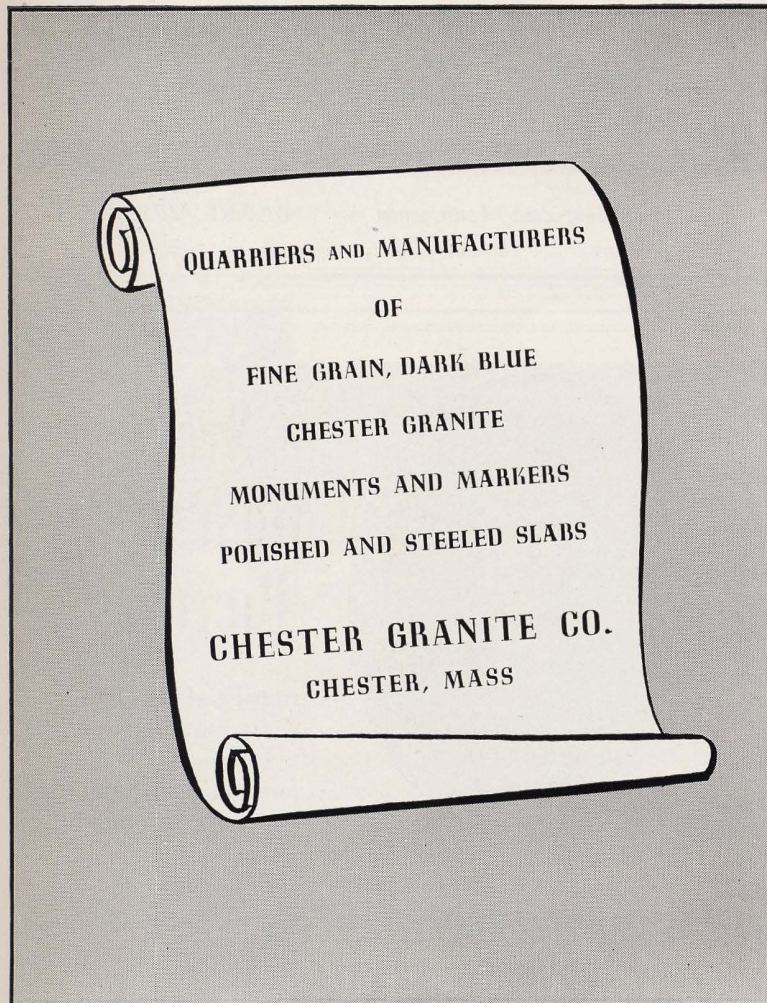 QUARRIERS AND MANUFACTURERS
OF
FINE GRAIN, DARK BLUE
CHESTER GRANITE
MONUMENTS AND MARKERS
POLISHED AND STEELED SLABS
CHESTER GRANITE CO.
CHESTER, MASS